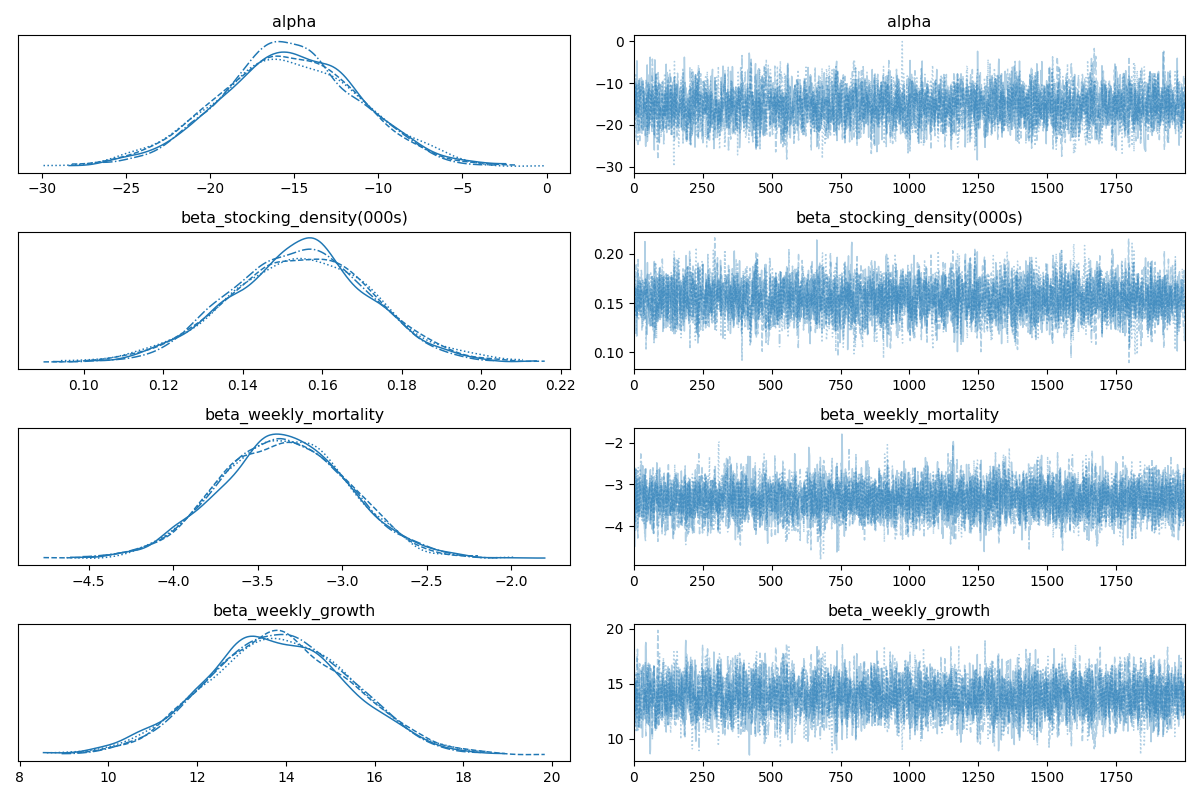 alpha
alpha
0
−10
−20
−30
−30 −25 −20 −15 −10 −5 0
0 250 500 750 1000 1250 1500 1750
beta_stocking_density(000s)
beta_stocking_density(000s)
0.20
0.15
0.10
0.10 0.12 0.14 0.16 0.18 0.20 0.22
0 250 500 750 1000 1250 1500 1750
beta_weekly_mortality
beta_weekly_mortality
−2
−3
−4
−4.5 −4.0 −3.5 −3.0 −2.5 −2.0
0 250 500 750 1000 1250 1500 1750
beta_weekly_growth
beta_weekly_growth
20
15
10
8 10 12 14 16 18 20
0 250 500 750 1000 1250 1500 1750